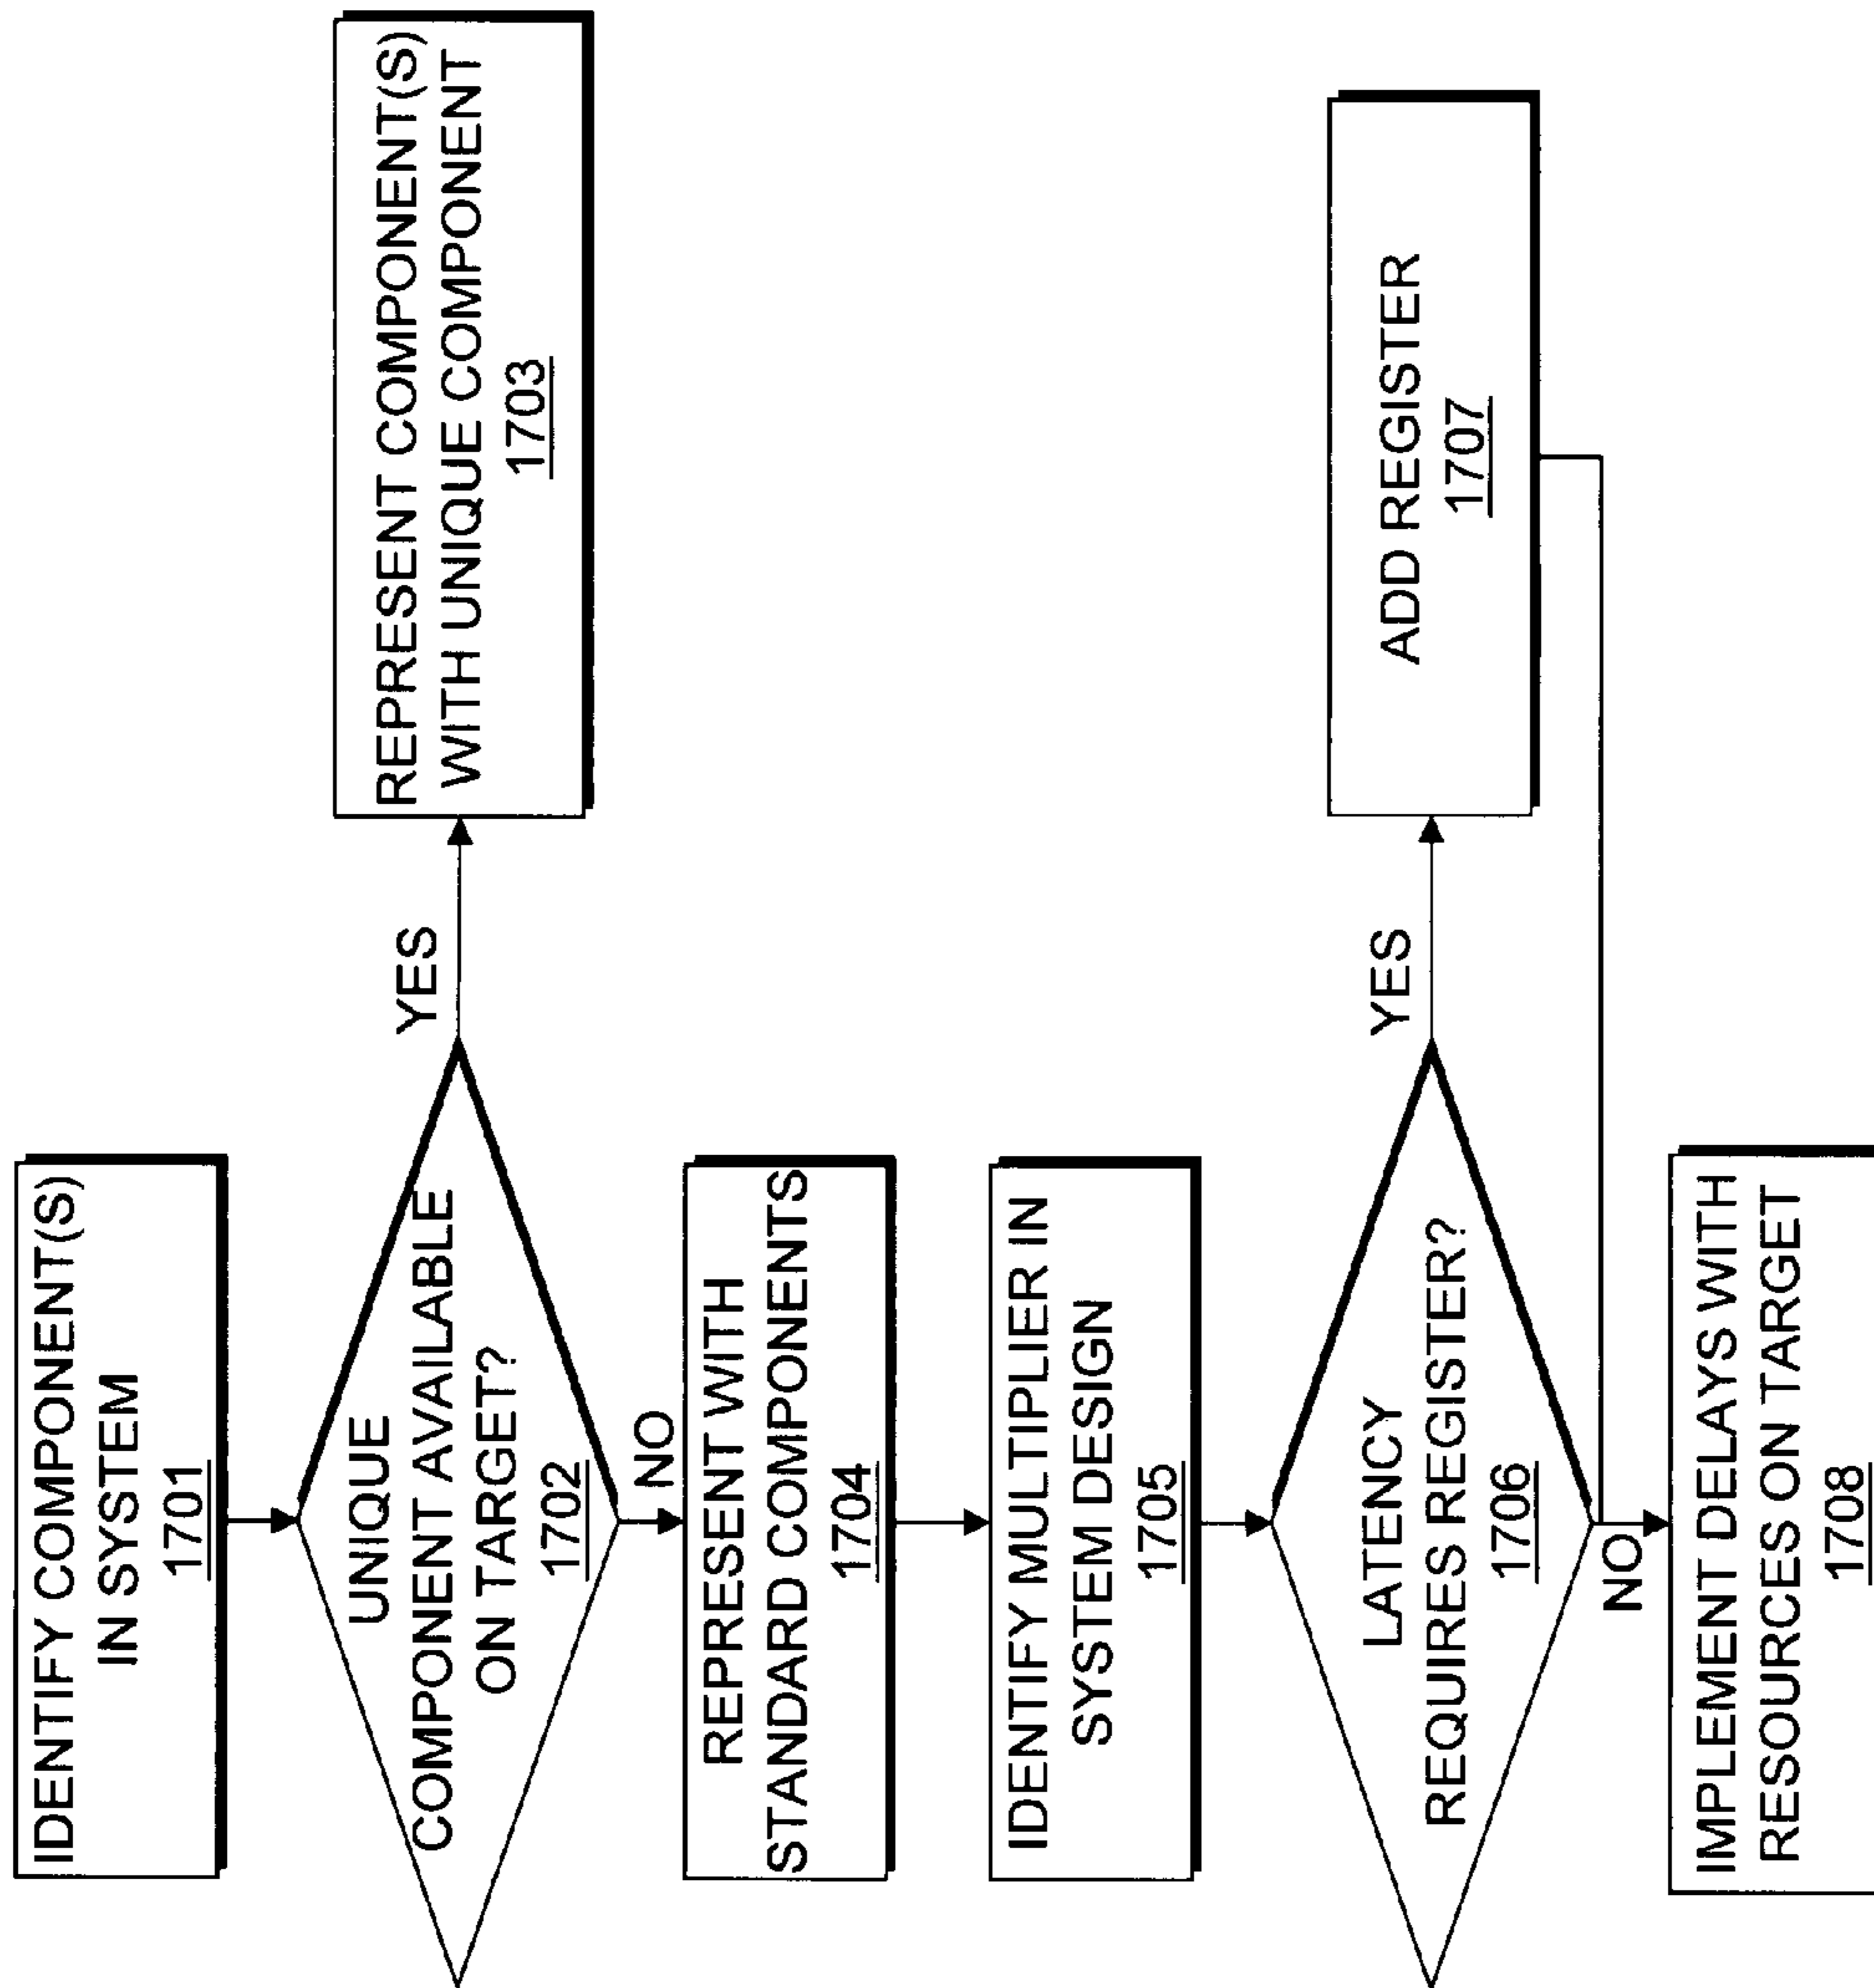 IDENTIFY COMPONENT(S)
IN SYSTEM
1701
UNIQUE
COMPONENT AVAILABLE
ON TARGET?
1702
YES
REPRESENT COMPONENT(S)
WITH UNIQUE COMPONENT
1703
NO
REPRESENT WITH
STANDARD COMPONENTS
1704
IDENTIFY MULTIPLIER IN
SYSTEM DESIGN
1705
LATENCY
REQUIRES REGISTER?
1706
YES
ADD REGISTER
1707
NO
IMPLEMENT DELAYS WITH
RESOURCES ON TARGET
1708